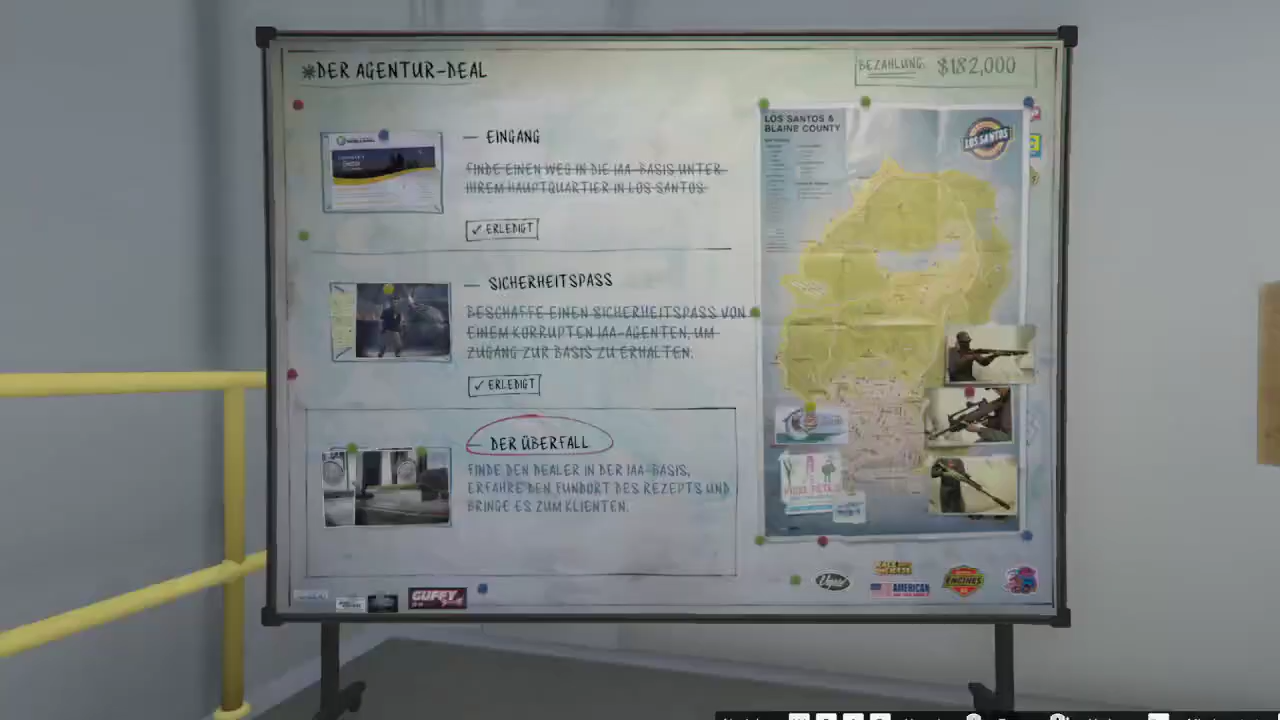 *DER AGENTUR-DEAL
BEZAHLUNG: $182,000
— EINGANG
FINDE EINEN WEG IN DIE IAA-BASIS UNTER
IHREM HAUPTQUARTIER IN LOS SANTOS.
✓ ERLEDIGT
— SICHERHEITSPASS
BESCHAFFE EINEN SICHERHEITSPASS VON
EINEM KORRUPTEN IAA-AGENTEN, UM
ZUGANG ZUR BASIS ZU ERHALTEN.
✓ ERLEDIGT
— DER ÜBERFALL
FINDE DEN DEALER IN DER IAA-BASIS,
ERFAHRE DEN FUNDORT DES REZEPTS UND
BRINGE ES ZUM KLIENTEN.
LOS SANTOS &
BLAINE COUNTY
LOS SANTOS
GUFFY
AMERICAN
ENGINES